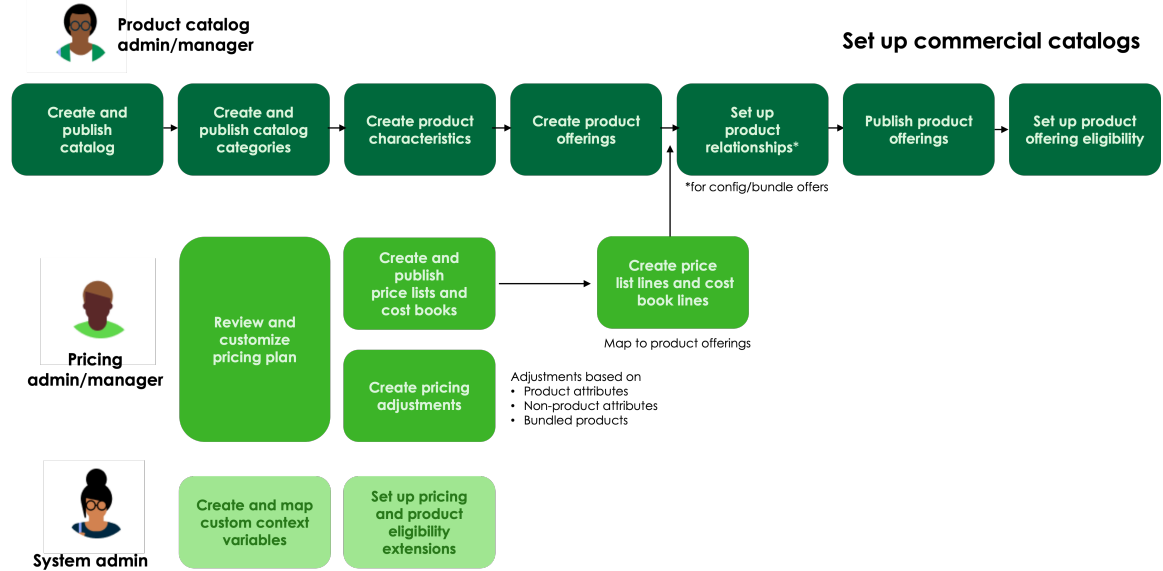 Product catalog
admin/manager
Set up commercial catalogs
Create and
publish
catalog
Create and
publish catalog
categories
Create product
characteristics
Create product
offerings
Set up
product
relationships*
Publish product
offerings
Set up product
offering eligibility
*for config/bundle offers
Pricing
admin/manager
Review and
customize
pricing plan
Create and
publish
price lists and
cost books
Create price
list lines and cost
book lines
Map to product offerings
Create pricing
adjustments
Adjustments based on
• Product attributes
• Non-product attributes
• Bundled products
System admin
Create and map
custom context
variables
Set up pricing
and product
eligibility
extensions